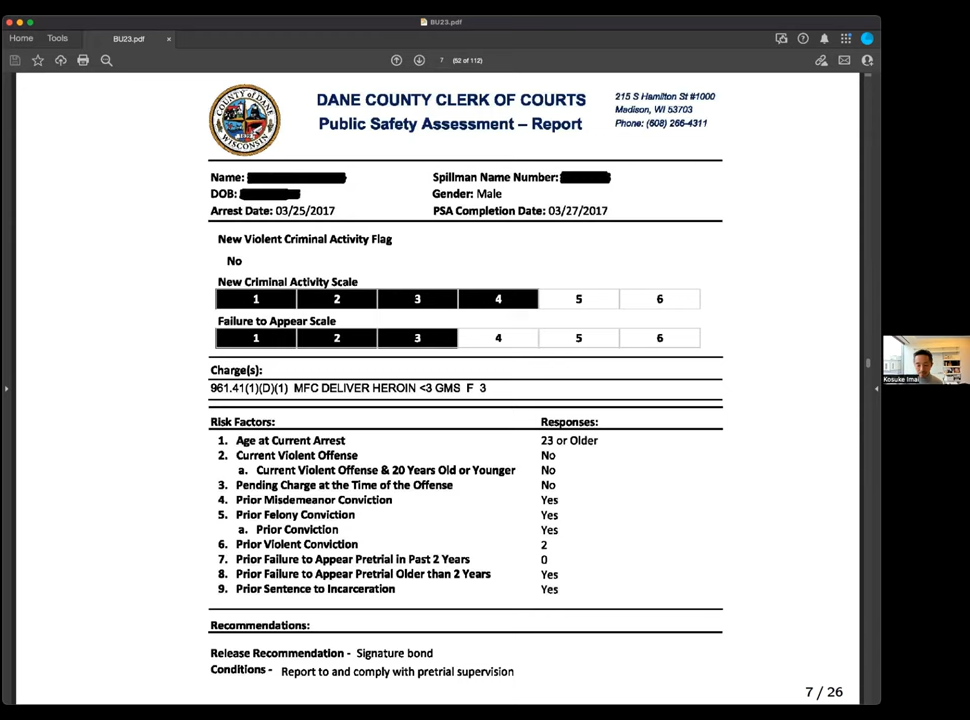 BU23.pdf
Home Tools BU23.pdf ×
7 (52 of 112)
COUNTY of DANE
WISCONSIN
DANE COUNTY CLERK OF COURTS
Public Safety Assessment – Report
215 S Hamilton St #1000
Madison, WI 53703
Phone: (608) 266-4311
Name: Spillman Name Number:
DOB: Gender: Male
Arrest Date: 03/25/2017 PSA Completion Date: 03/27/2017
New Violent Criminal Activity Flag
No
New Criminal Activity Scale
1 2 3 4 5 6
Failure to Appear Scale
1 2 3 4 5 6
Charge(s):
961.41(1)(D)(1) MFC DELIVER HEROIN <3 GMS F 3
Risk Factors: Responses:
1. Age at Current Arrest 23 or Older
2. Current Violent Offense No
a. Current Violent Offense & 20 Years Old or Younger No
3. Pending Charge at the Time of the Offense No
4. Prior Misdemeanor Conviction Yes
5. Prior Felony Conviction Yes
a. Prior Conviction Yes
6. Prior Violent Conviction 2
7. Prior Failure to Appear Pretrial in Past 2 Years 0
8. Prior Failure to Appear Pretrial Older than 2 Years Yes
9. Prior Sentence to Incarceration Yes
Recommendations:
Release Recommendation - Signature bond
Conditions - Report to and comply with pretrial supervision
7 / 26
Kosuke Imai